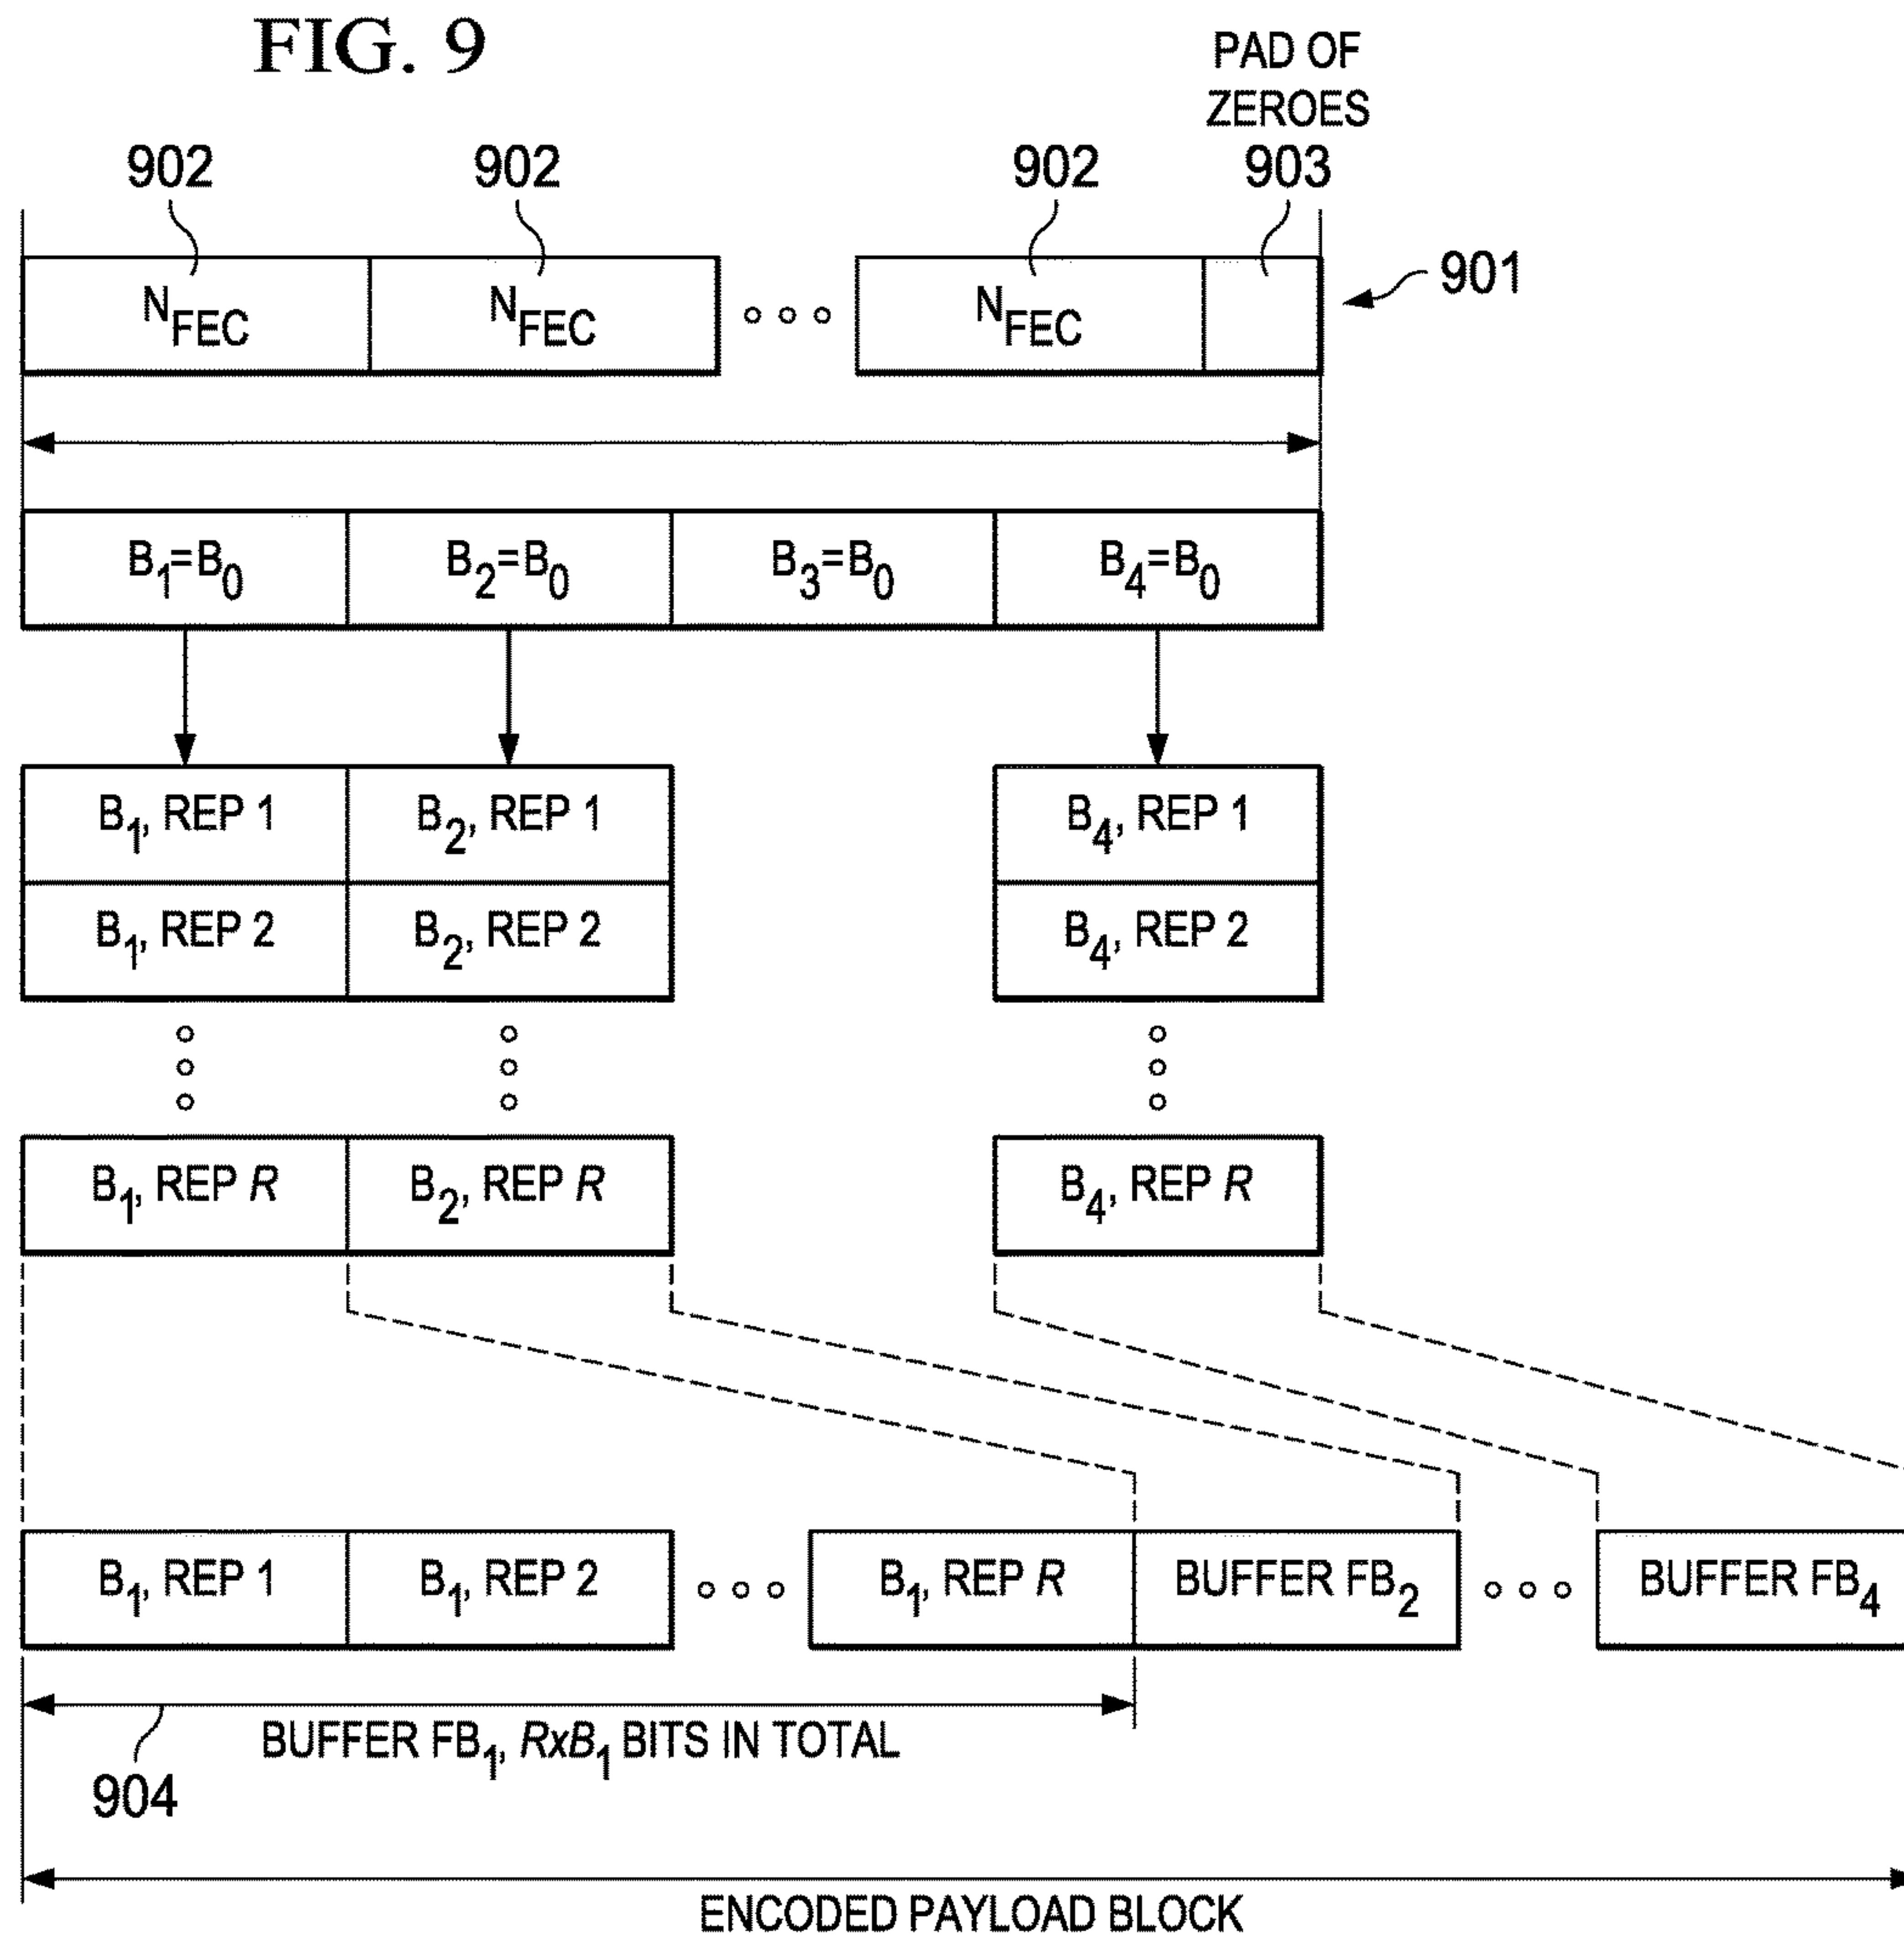 FIG. 9
PAD OF
ZEROES
902 902 902 903
901
N_FEC N_FEC N_FEC
B₁=B₀ B₂=B₀ B₃=B₀ B₄=B₀
B₁, REP 1 B₂, REP 1 B₄, REP 1
B₁, REP 2 B₂, REP 2 B₄, REP 2
B₁, REP R B₂, REP R B₄, REP R
B₁, REP 1 B₁, REP 2 B₁, REP R BUFFER FB₂ BUFFER FB₄
BUFFER FB₁, RxB₁ BITS IN TOTAL
904
ENCODED PAYLOAD BLOCK